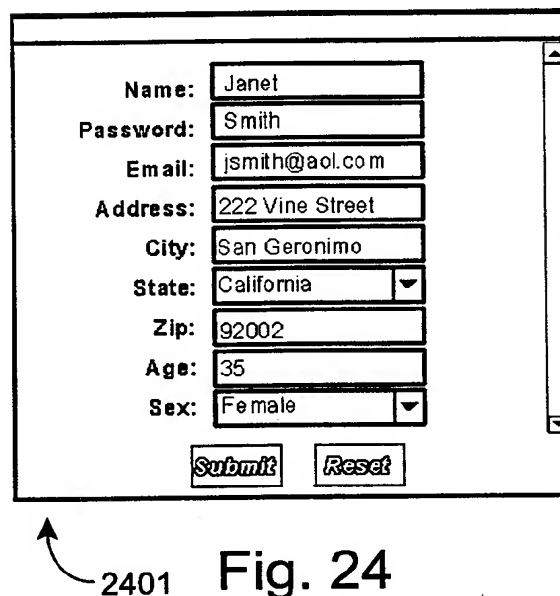 Name: Janet
Password: Smith
Email: jsmith@aol.com
Address: 222 Vine Street
City: San Geronimo
State: California
Zip: 92002
Age: 35
Sex: Female
Submit Reset
2401 Fig. 24